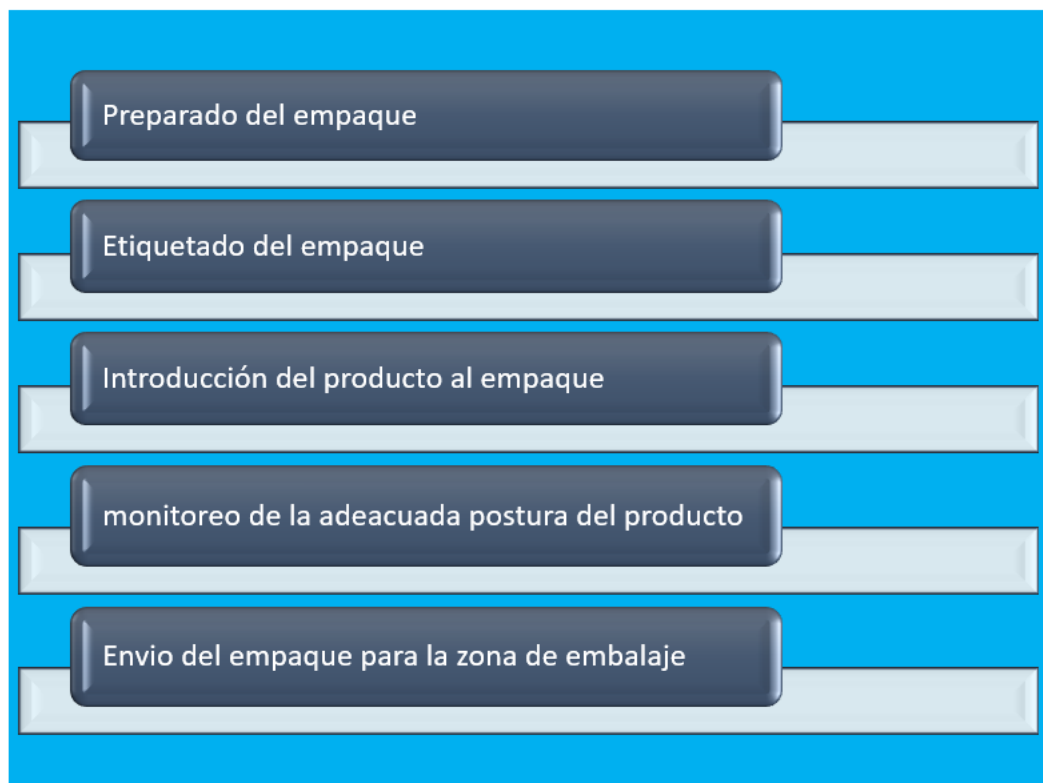 Preparado del empaque
Etiquetado del empaque
Introducción del producto al empaque
monitoreo de la adeacuada postura del producto
Envio del empaque para la zona de embalaje